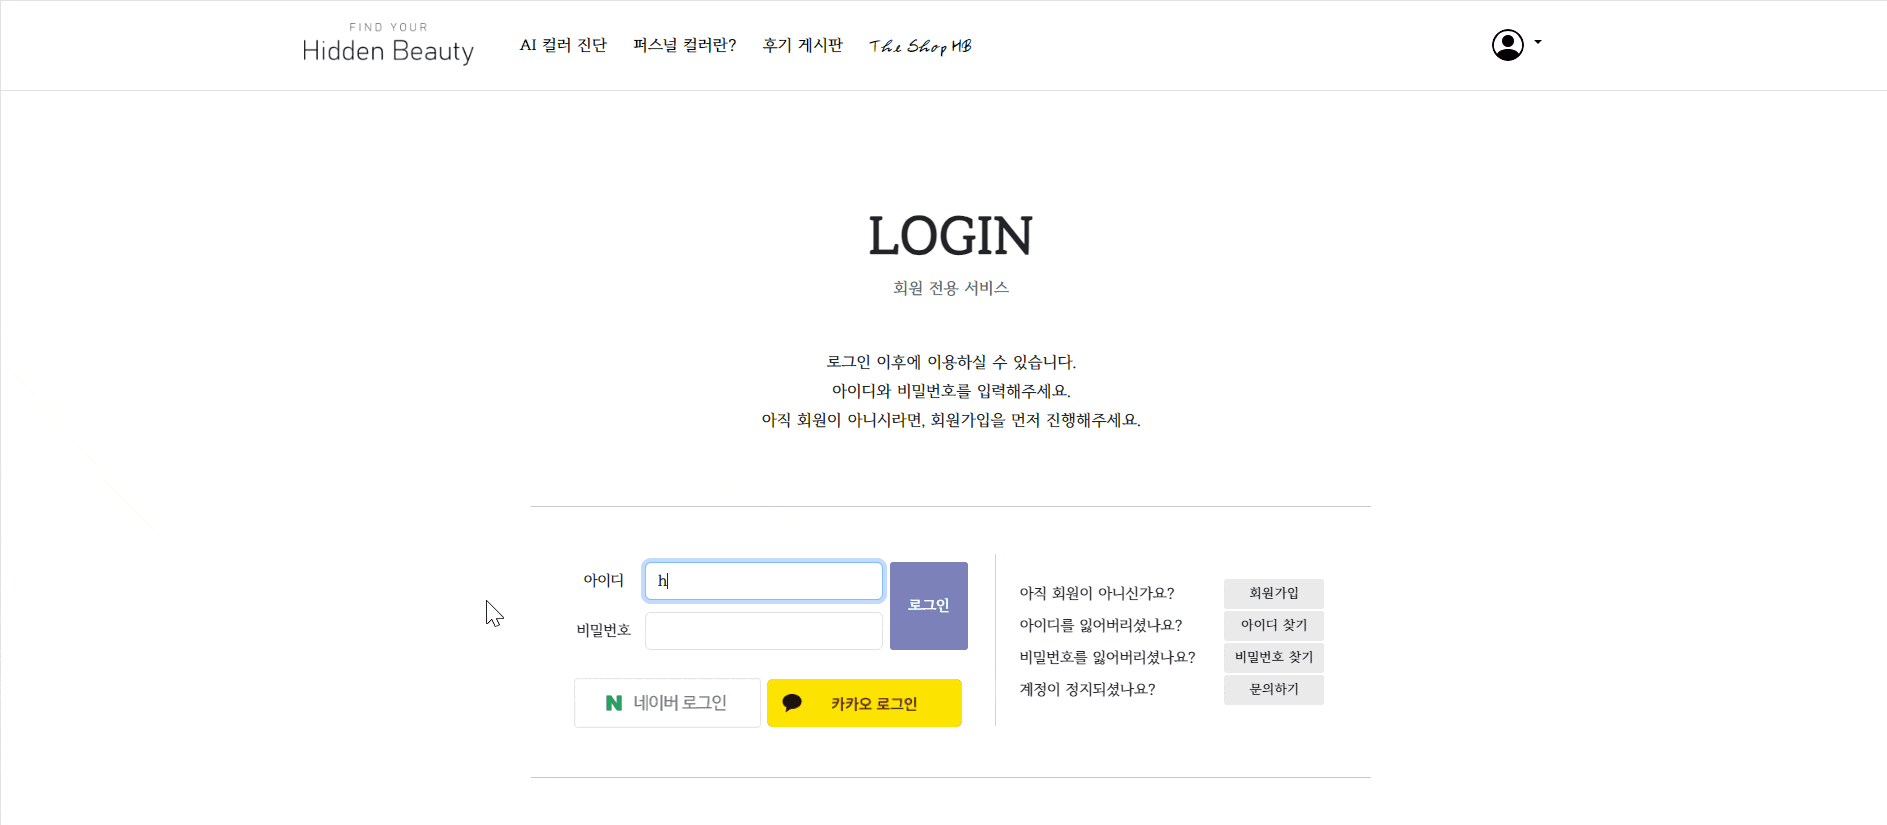 FIND YOUR
Hidden Beauty
AI 컬러 진단
퍼스널 컬러란?
후기 게시판
The Shop HB
LOGIN
회원 전용 서비스
로그인 이후에 이용하실 수 있습니다.
아이디와 비밀번호를 입력해주세요.
아직 회원이 아니시라면, 회원가입을 먼저 진행해주세요.
아이디
h
비밀번호
로그인
N 네이버 로그인
카카오 로그인
아직 회원이 아니신가요?
회원가입
아이디를 잃어버리셨나요?
아이디 찾기
비밀번호를 잃어버리셨나요?
비밀번호 찾기
계정이 정지되셨나요?
문의하기